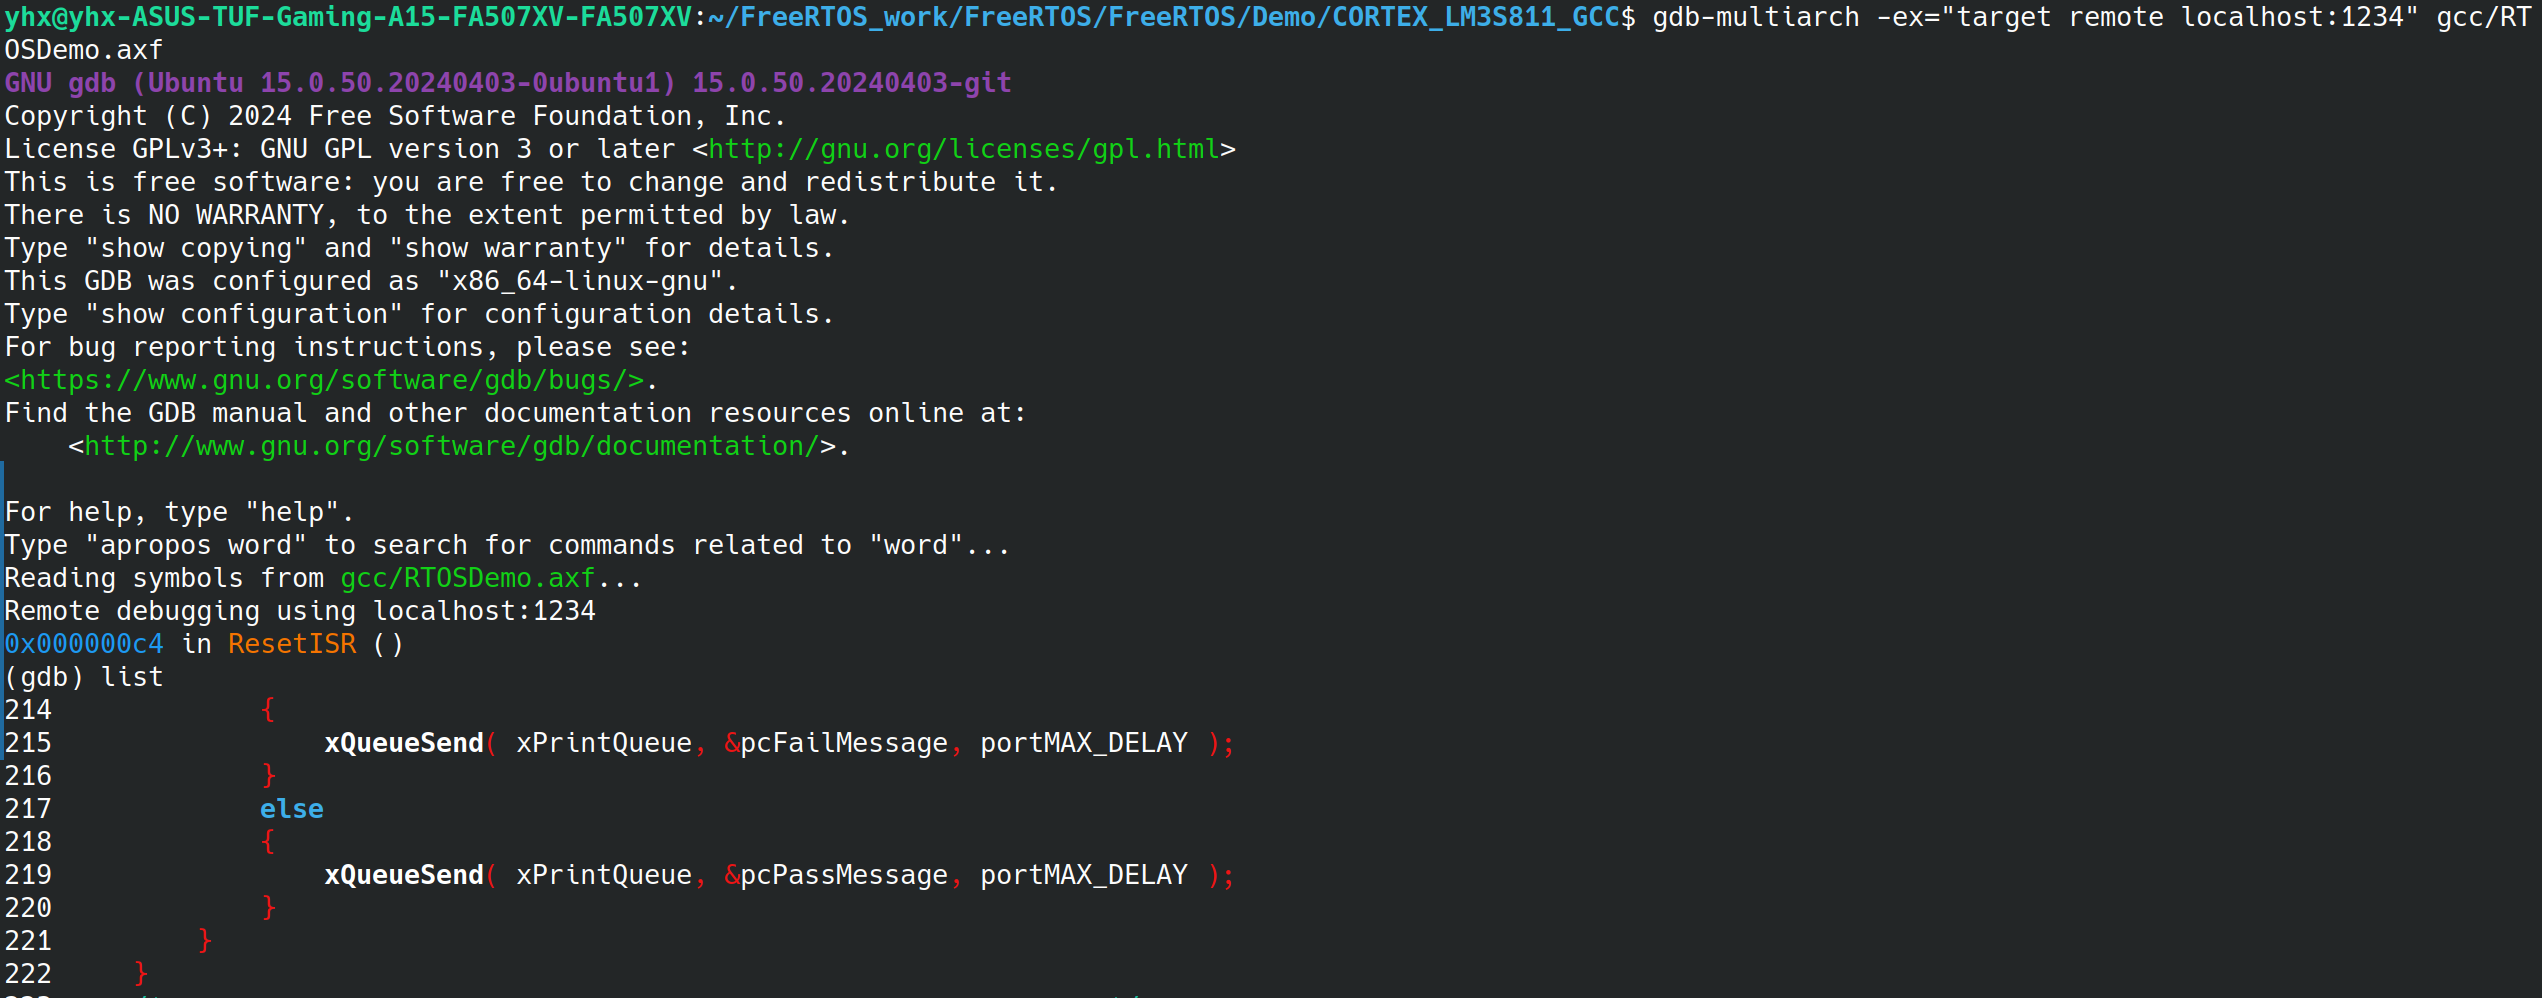 yhx@yhx-ASUS-TUF-Gaming-A15-FA507XV-FA507XV:~/FreeRTOS_work/FreeRTOS/FreeRTOS/Demo/CORTEX_LM3S811_GCC$ gdb-multiarch -ex="target remote localhost:1234" gcc/RT
OSDemo.axf
GNU gdb (Ubuntu 15.0.50.20240403-0ubuntu1) 15.0.50.20240403-git
Copyright (C) 2024 Free Software Foundation, Inc.
License GPLv3+: GNU GPL version 3 or later <http://gnu.org/licenses/gpl.html>
This is free software: you are free to change and redistribute it.
There is NO WARRANTY, to the extent permitted by law.
Type "show copying" and "show warranty" for details.
This GDB was configured as "x86_64-linux-gnu".
Type "show configuration" for configuration details.
For bug reporting instructions, please see:
<https://www.gnu.org/software/gdb/bugs/>.
Find the GDB manual and other documentation resources online at:
    <http://www.gnu.org/software/gdb/documentation/>.

For help, type "help".
Type "apropos word" to search for commands related to "word"...
Reading symbols from gcc/RTOSDemo.axf...
Remote debugging using localhost:1234
0x000000c4 in ResetISR ()
(gdb) list
214             {
215                 xQueueSend( xPrintQueue, &pcFailMessage, portMAX_DELAY );
216             }
217             else
218             {
219                 xQueueSend( xPrintQueue, &pcPassMessage, portMAX_DELAY );
220             }
221         }
222     }